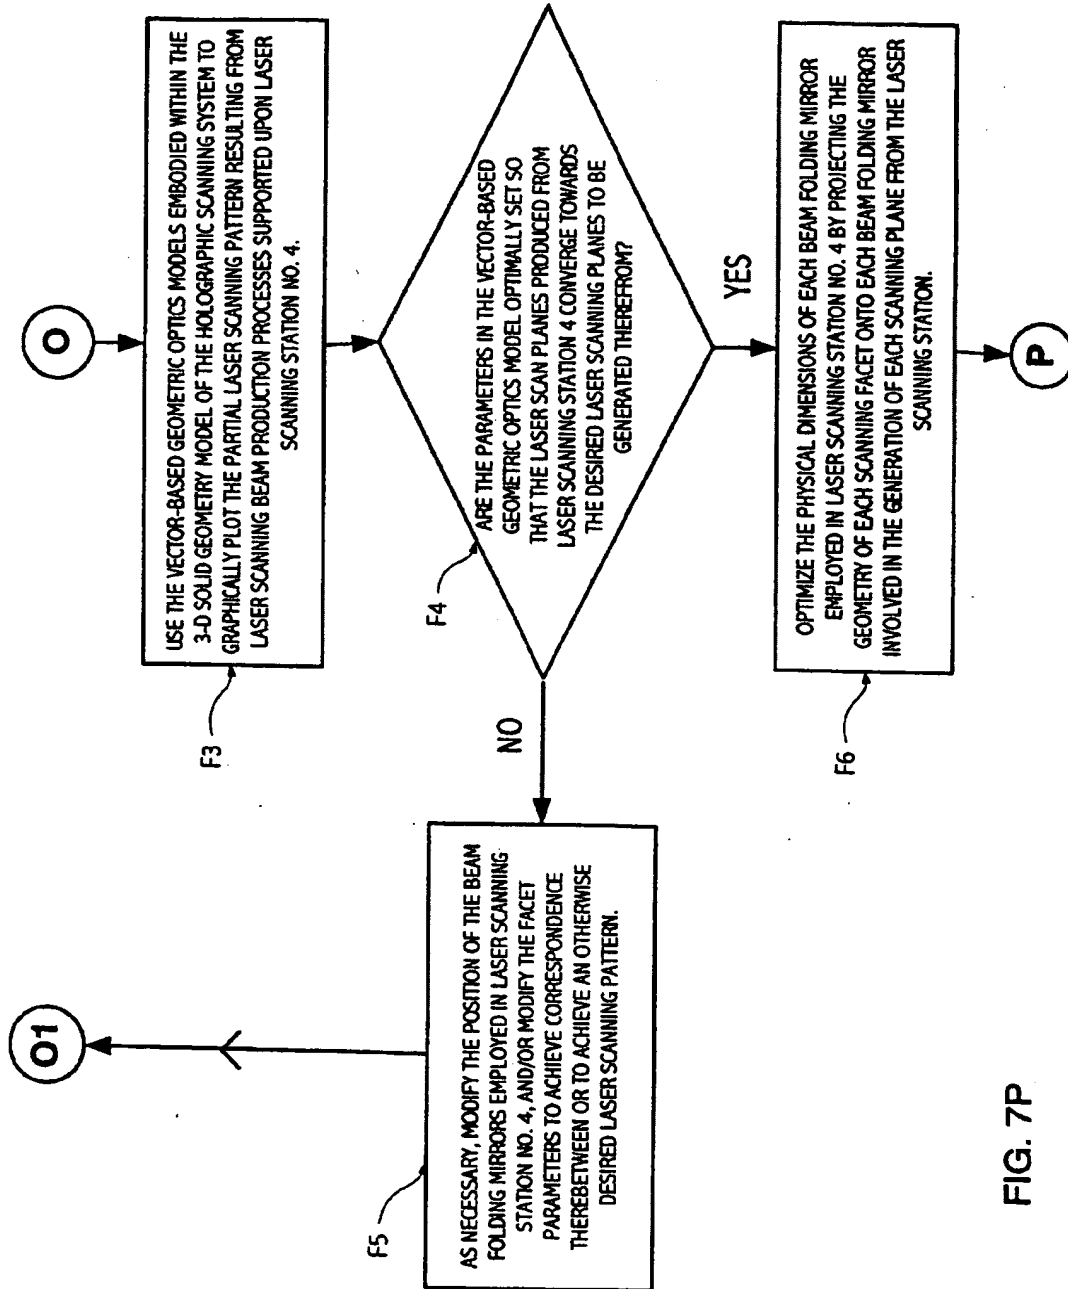 O
USE THE VECTOR-BASED GEOMETRIC OPTICS MODELS EMBODIED WITHIN THE
3-D SOLID GEOMETRY MODEL OF THE HOLOGRAPHIC SCANNING SYSTEM TO
GRAPHICALLY PLOT THE PARTIAL LASER SCANNING PATTERN RESULTING FROM
LASER SCANNING BEAM PRODUCTION PROCESSES SUPPORTED UPON LASER
SCANNING STATION NO. 4.
F3
ARE THE PARAMETERS IN THE VECTOR-BASED
GEOMETRIC OPTICS MODEL OPTIMALLY SET SO
THAT THE LASER SCAN PLANES PRODUCED FROM
LASER SCANNING STATION 4 CONVERGE TOWARDS
THE DESIRED LASER SCANNING PLANES TO BE
GENERATED THEREFROM?
F4
NO
YES
O1
AS NECESSARY, MODIFY THE POSITION OF THE BEAM
FOLDING MIRRORS EMPLOYED IN LASER SCANNING
STATION NO. 4, AND/OR MODIFY THE FACET
PARAMETERS TO ACHIEVE CORRESPONDENCE
THEREBETWEEN OR TO ACHIEVE AN OTHERWISE
DESIRED LASER SCANNING PATTERN.
F5
OPTIMIZE THE PHYSICAL DIMENSIONS OF EACH BEAM FOLDING MIRROR
EMPLOYED IN LASER SCANNING STATION NO. 4 BY PROJECTING THE
GEOMETRY OF EACH SCANNING FACET ONTO EACH BEAM FOLDING MIRROR
INVOLVED IN THE GENERATION OF EACH SCANNING PLANE FROM THE LASER
SCANNING STATION.
F6
P
FIG. 7P